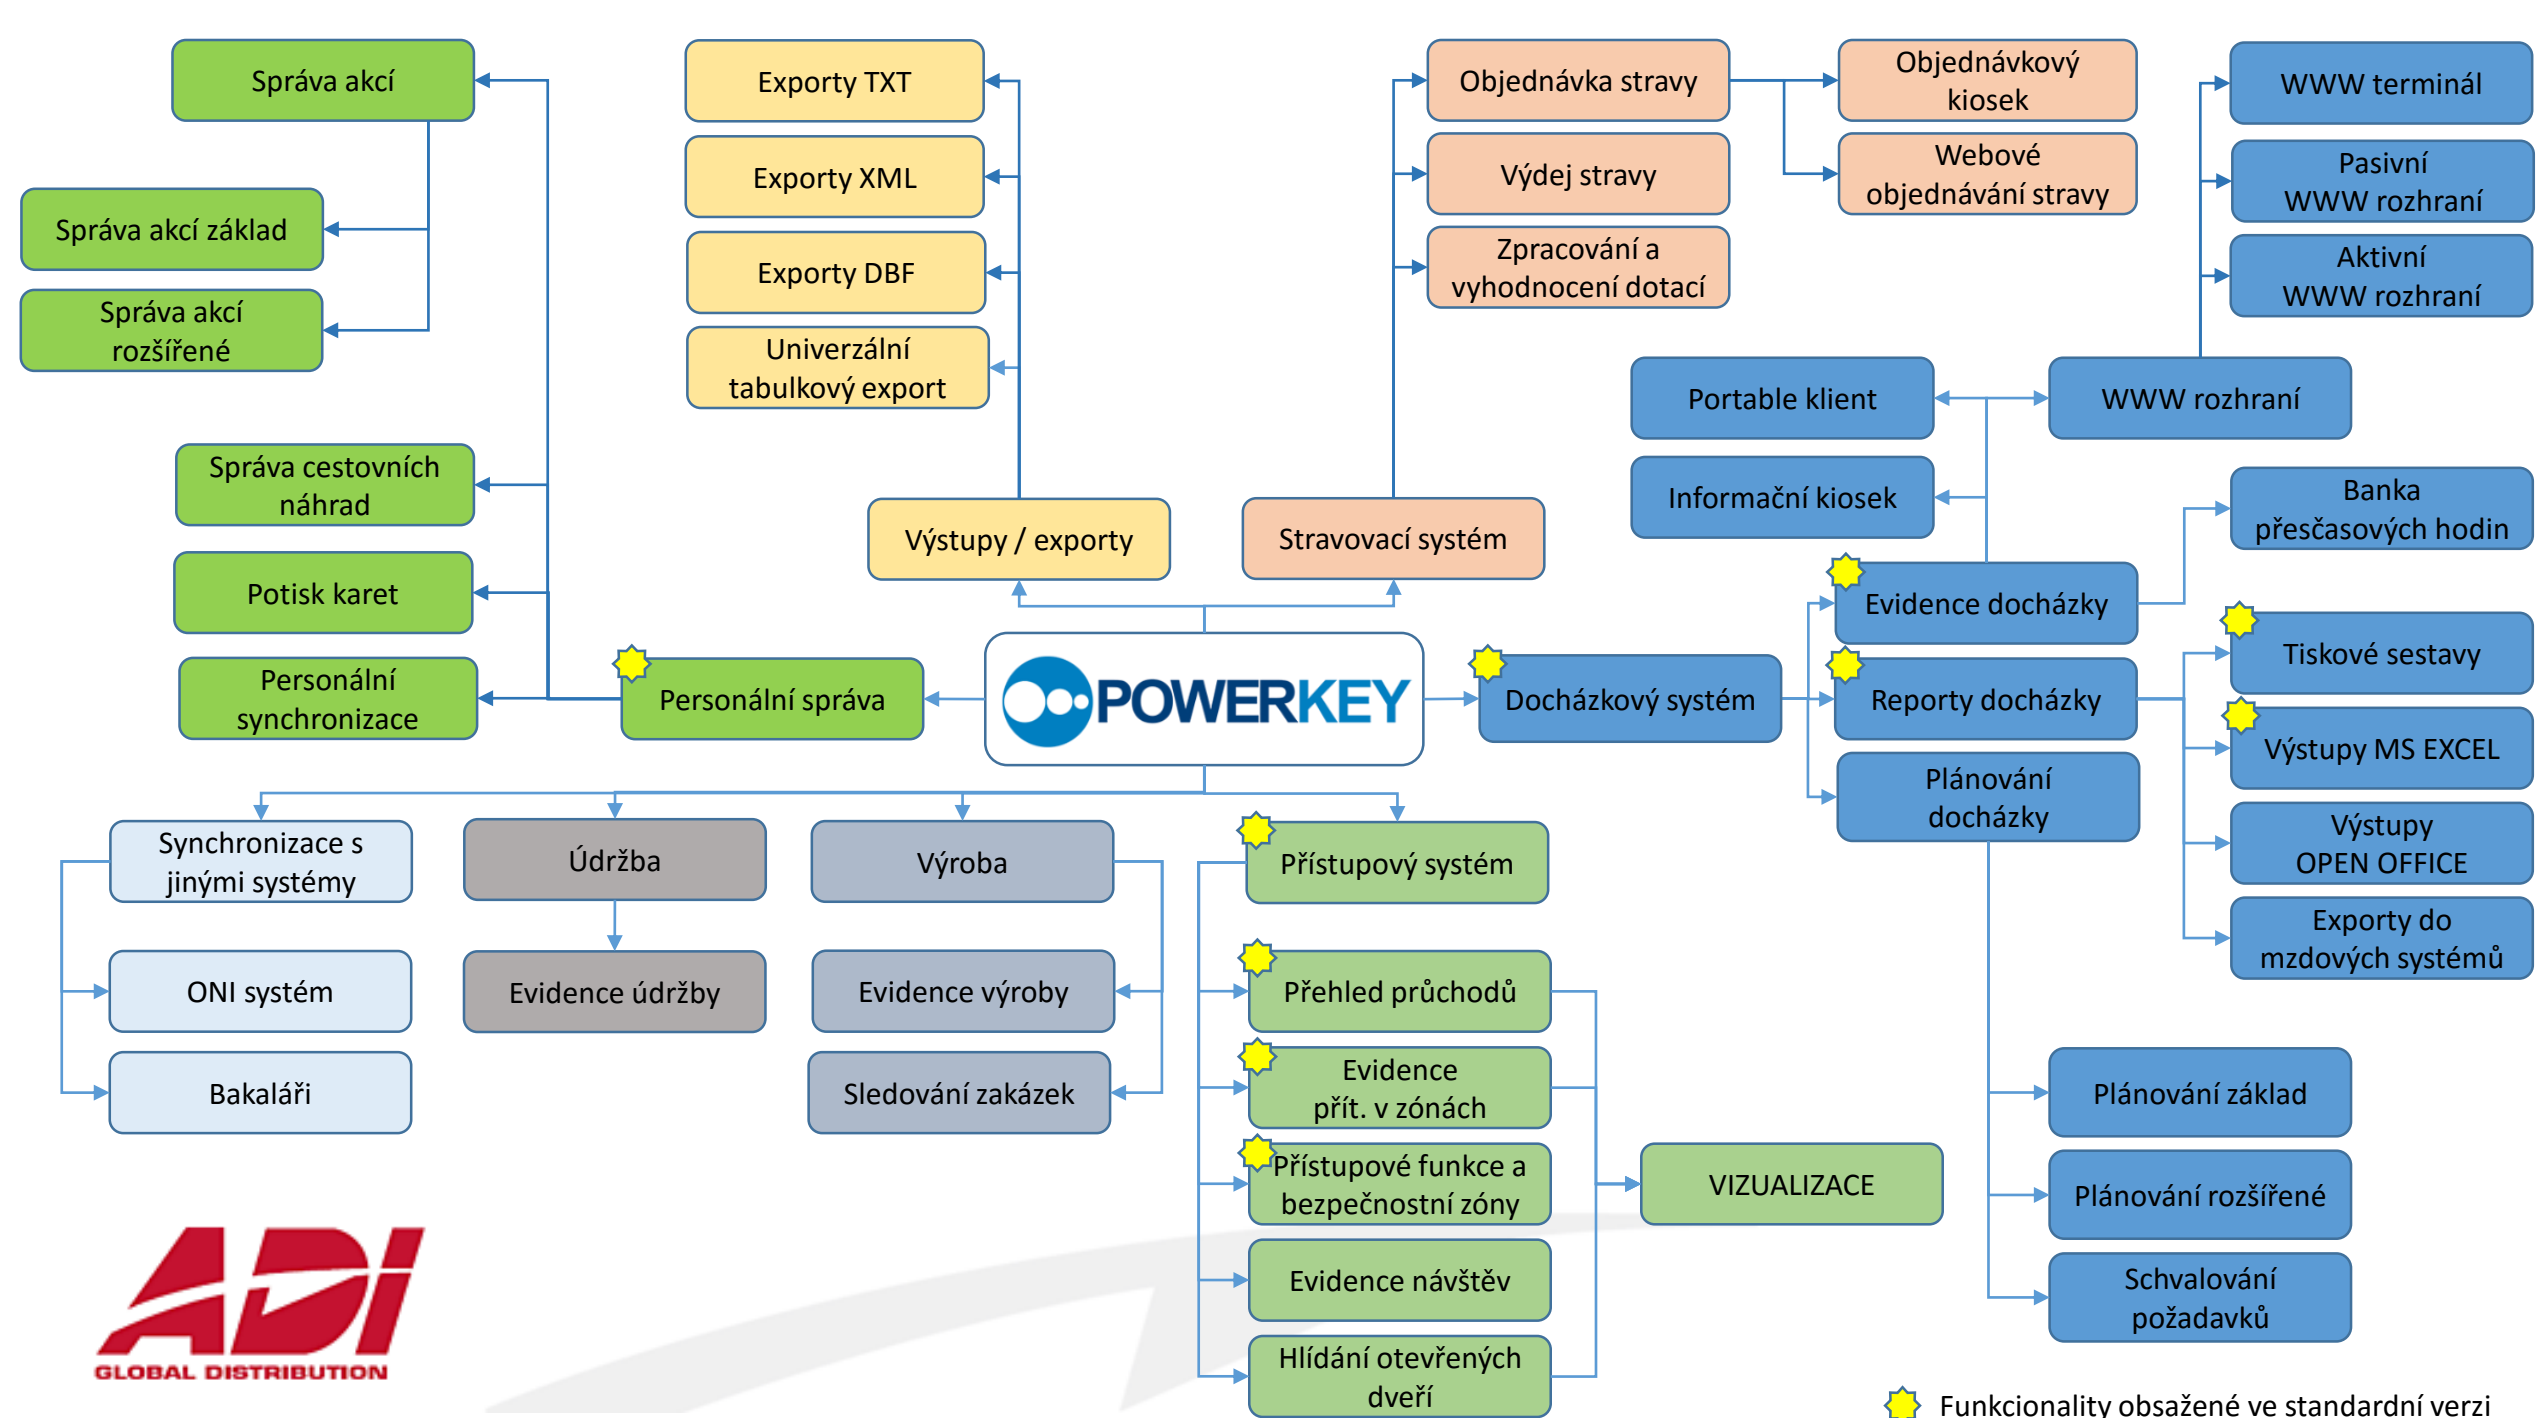 Správa akcí
Správa akcí základ
Správa akcí
rozšířené
Správa cestovních
náhrad
Potisk karet
Personální
synchronizace
Personální správa
Exporty TXT
Exporty XML
Exporty DBF
Univerzální
tabulkový export
Výstupy / exporty
Objednávka stravy
Výdej stravy
Zpracování a
vyhodnocení dotací
Stravovací systém
Objednávkový
kiosek
Webové
objednávání stravy
WWW terminál
Pasivní
WWW rozhraní
Aktivní
WWW rozhraní
Portable klient
WWW rozhraní
Informační kiosek
Banka
přesčasových hodin
Evidence docházky
POWERKEY
Docházkový systém
Reporty docházky
Plánování
docházky
Tiskové sestavy
Výstupy MS EXCEL
Výstupy
OPEN OFFICE
Exporty do
mzdových systémů
Synchronizace s
jinými systémy
ONI systém
Bakaláři
Údržba
Evidence údržby
Výroba
Evidence výroby
Sledování zakázek
Přístupový systém
Přehled průchodů
Evidence
přít. v zónách
Přístupové funkce a
bezpečnostní zóny
Evidence návštěv
Hlídání otevřených
dveří
VIZUALIZACE
Plánování základ
Plánování rozšířené
Schvalování
požadavků
ADI
GLOBAL DISTRIBUTION
Funkcionality obsažené ve standardní verzi